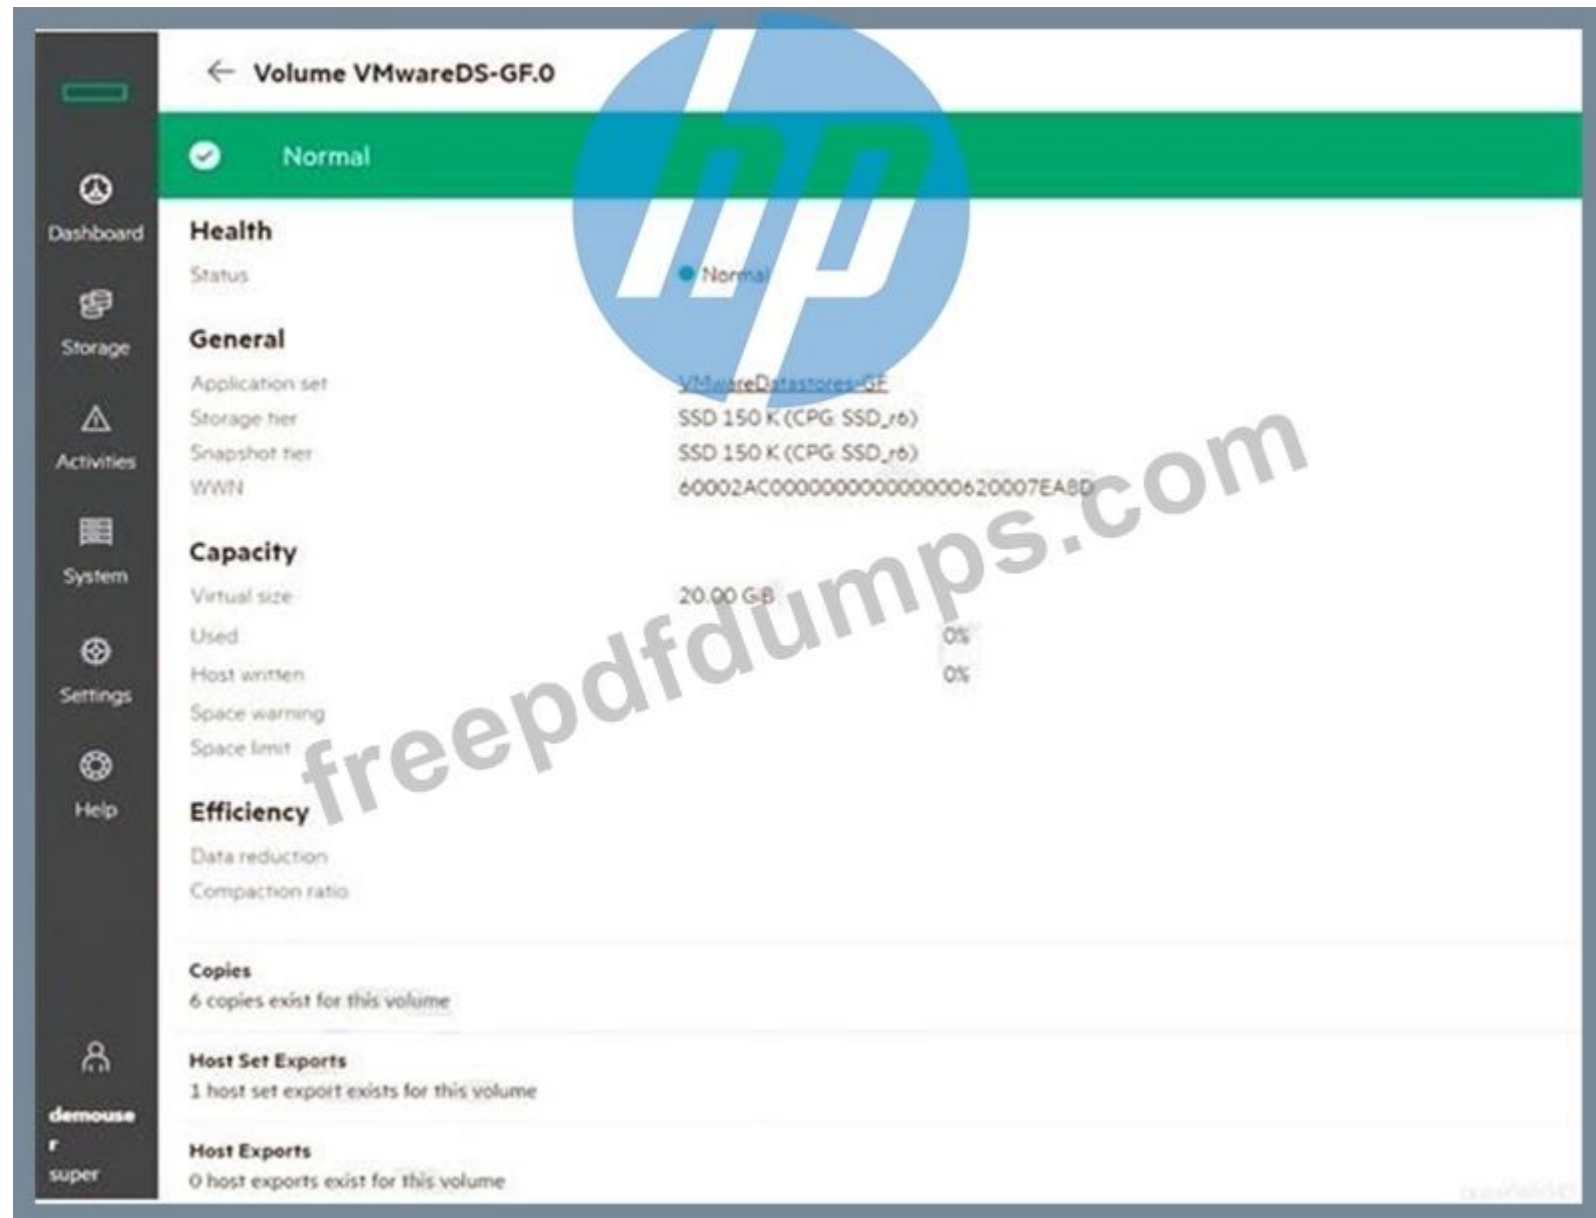 ← Volume VMwareDS-GF.0
Normal
Dashboard
Storage
Activities
System
Settings
Help
demouse
r
super
Health
Status Normal
General
Application set VMwareDatastores-GF
Storage tier SSD 150 K (CPG: SSD_r6)
Snapshot tier SSD 150 K (CPG: SSD_r6)
WWN
Capacity
Virtual size 20.00 GiB
Used 0%
Host written 0%
Space warning
Space limit
Efficiency
Data reduction
Compaction ratio
Copies
6 copies exist for this volume
Host Set Exports
1 host set export exists for this volume
Host Exports
0 host exports exist for this volume
hp
freepdfdumps.com